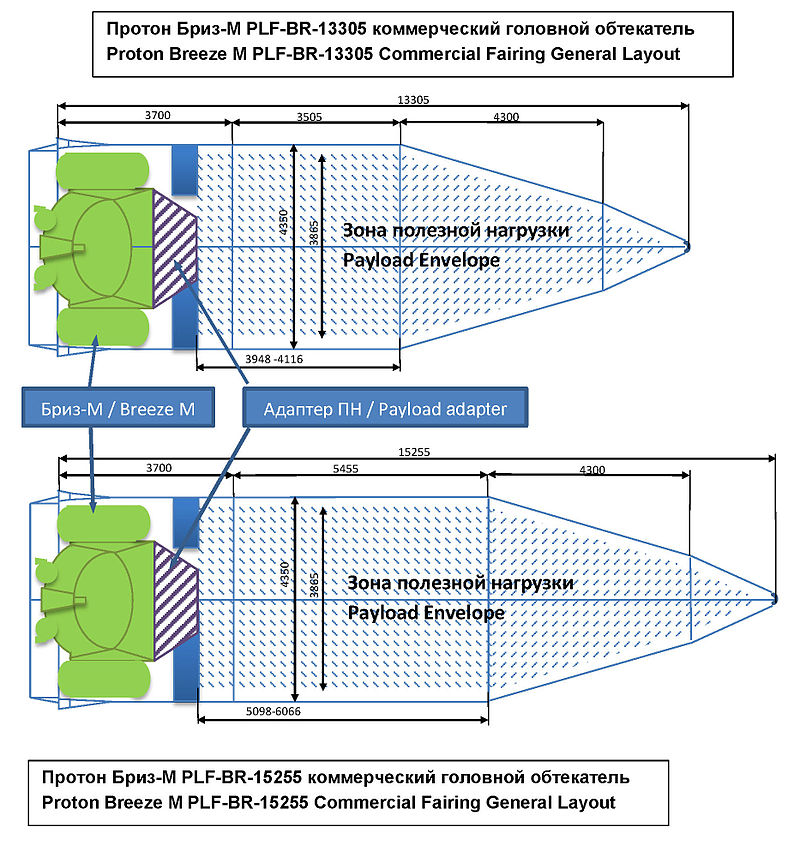 Протон Бриз-М PLF-BR-13305 коммерческий головной обтекатель
Proton Breeze M PLF-BR-13305 Commercial Fairing General Layout
13305
3700
3505
4300
4350
3865
Зона полезной нагрузки
Payload Envelope
3948 -4116
Бриз-М / Breeze M
Адаптер ПН / Payload adapter
15255
3700
5455
4300
4350
3865
Зона полезной нагрузки
Payload Envelope
5098-6066
Протон Бриз-М PLF-BR-15255 коммерческий головной обтекатель
Proton Breeze M PLF-BR-15255 Commercial Fairing General Layout